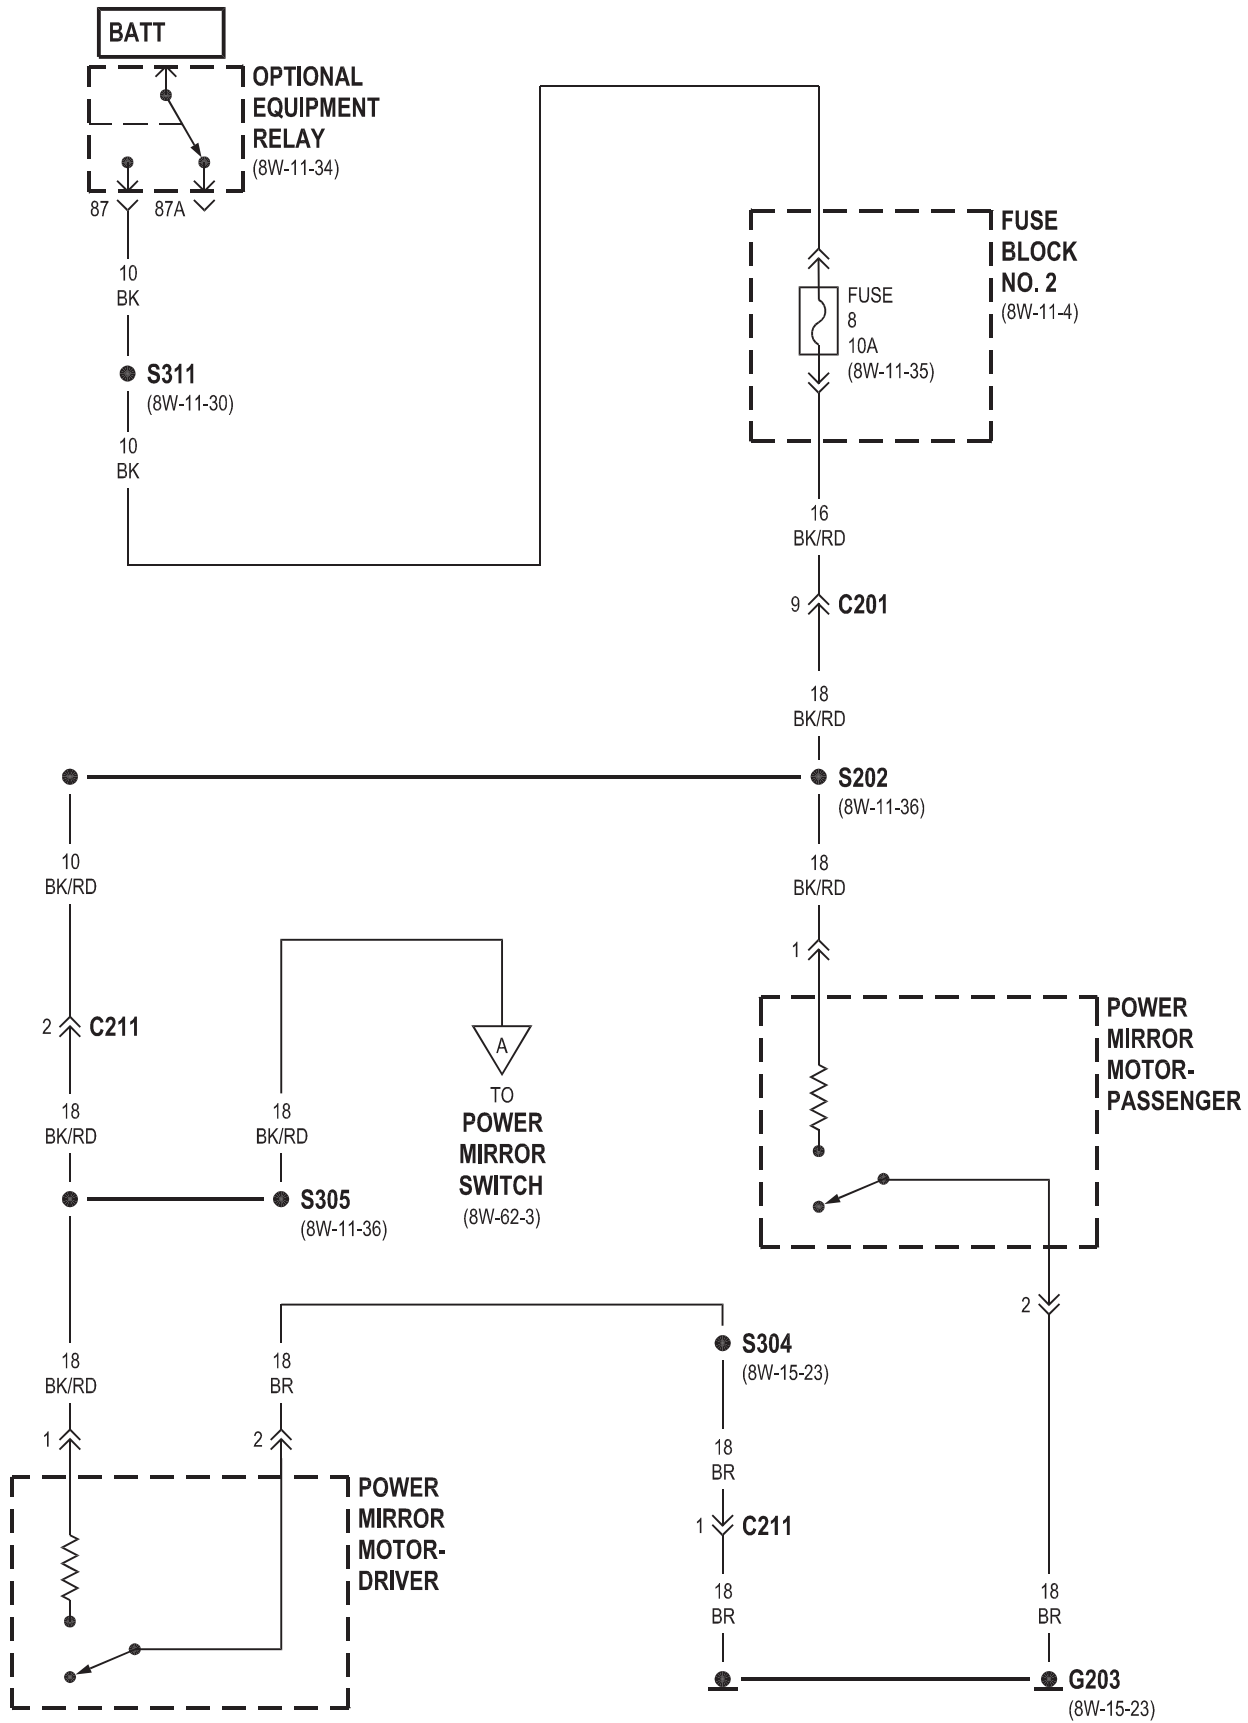 BATT
OPTIONAL
EQUIPMENT
RELAY
(8W-11-34)
87
87A
10
BK
S311
(8W-11-30)
10
BK
FUSE
BLOCK
NO. 2
(8W-11-4)
FUSE
8
10A
(8W-11-35)
16
BK/RD
9
C201
18
BK/RD
S202
(8W-11-36)
10
BK/RD
18
BK/RD
1
2
C211
A
TO
POWER
MIRROR
SWITCH
(8W-62-3)
POWER
MIRROR
MOTOR-
PASSENGER
18
BK/RD
18
BK/RD
S305
(8W-11-36)
2
S304
(8W-15-23)
18
BK/RD
18
BR
1
2
18
BR
1
C211
POWER
MIRROR
MOTOR-
DRIVER
18
BR
18
BR
G203
(8W-15-23)